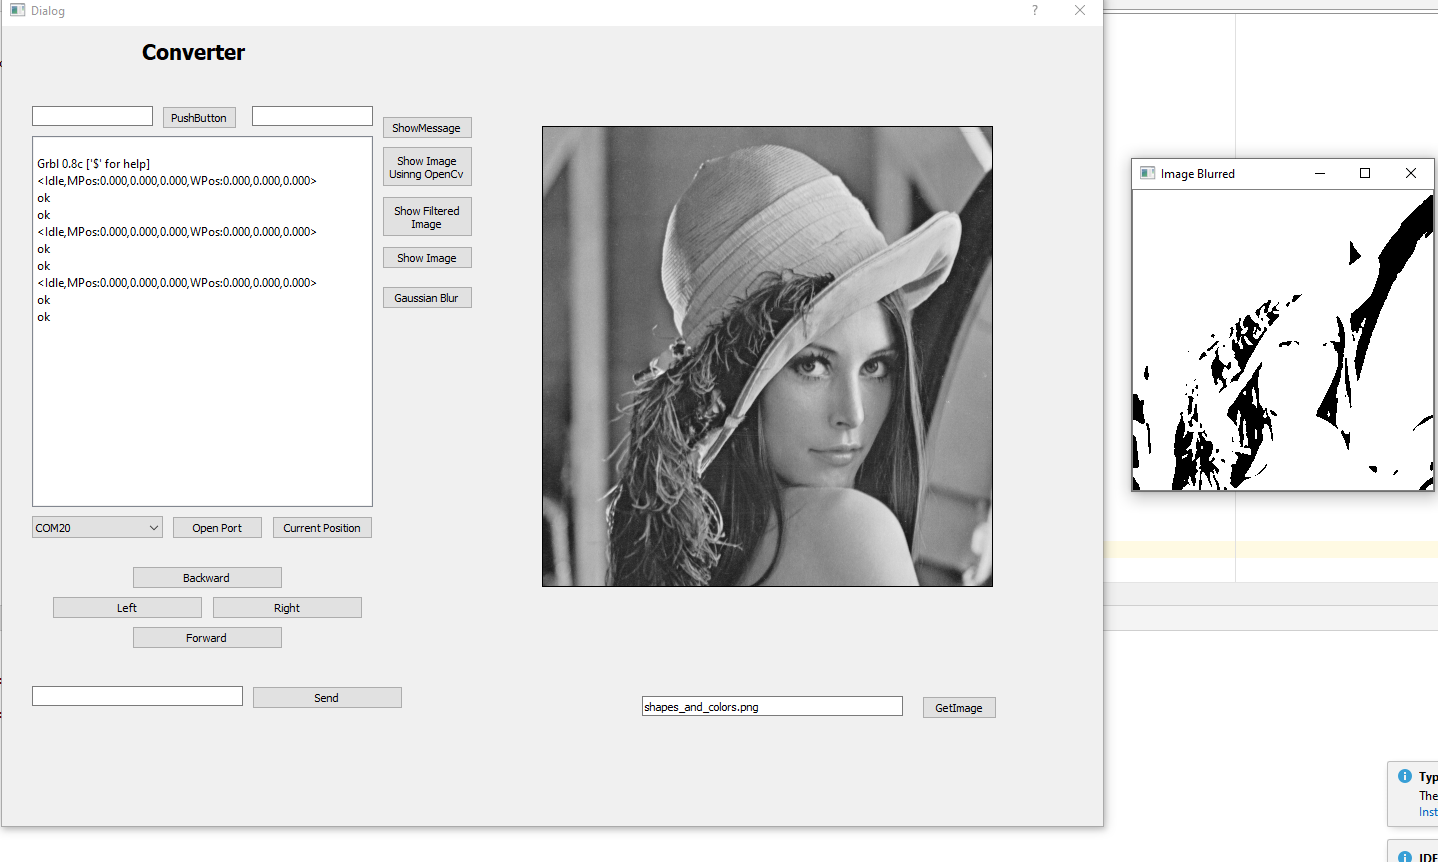 Dialog
Converter
PushButton
ShowMessage
Show Image
Usinng OpenCv
Show Filtered
Image
Show Image
Gaussian Blur
Grbl 0.8c ['$' for help]
<Idle,MPos:0.000,0.000,0.000,WPos:0.000,0.000,0.000>
ok
ok
<Idle,MPos:0.000,0.000,0.000,WPos:0.000,0.000,0.000>
ok
ok
<Idle,MPos:0.000,0.000,0.000,WPos:0.000,0.000,0.000>
ok
ok
COM20
Open Port
Current Position
Backward
Left
Right
Forward
Send
shapes_and_colors.png
GetImage
Image Blurred
Typ
The
Inst
IDE